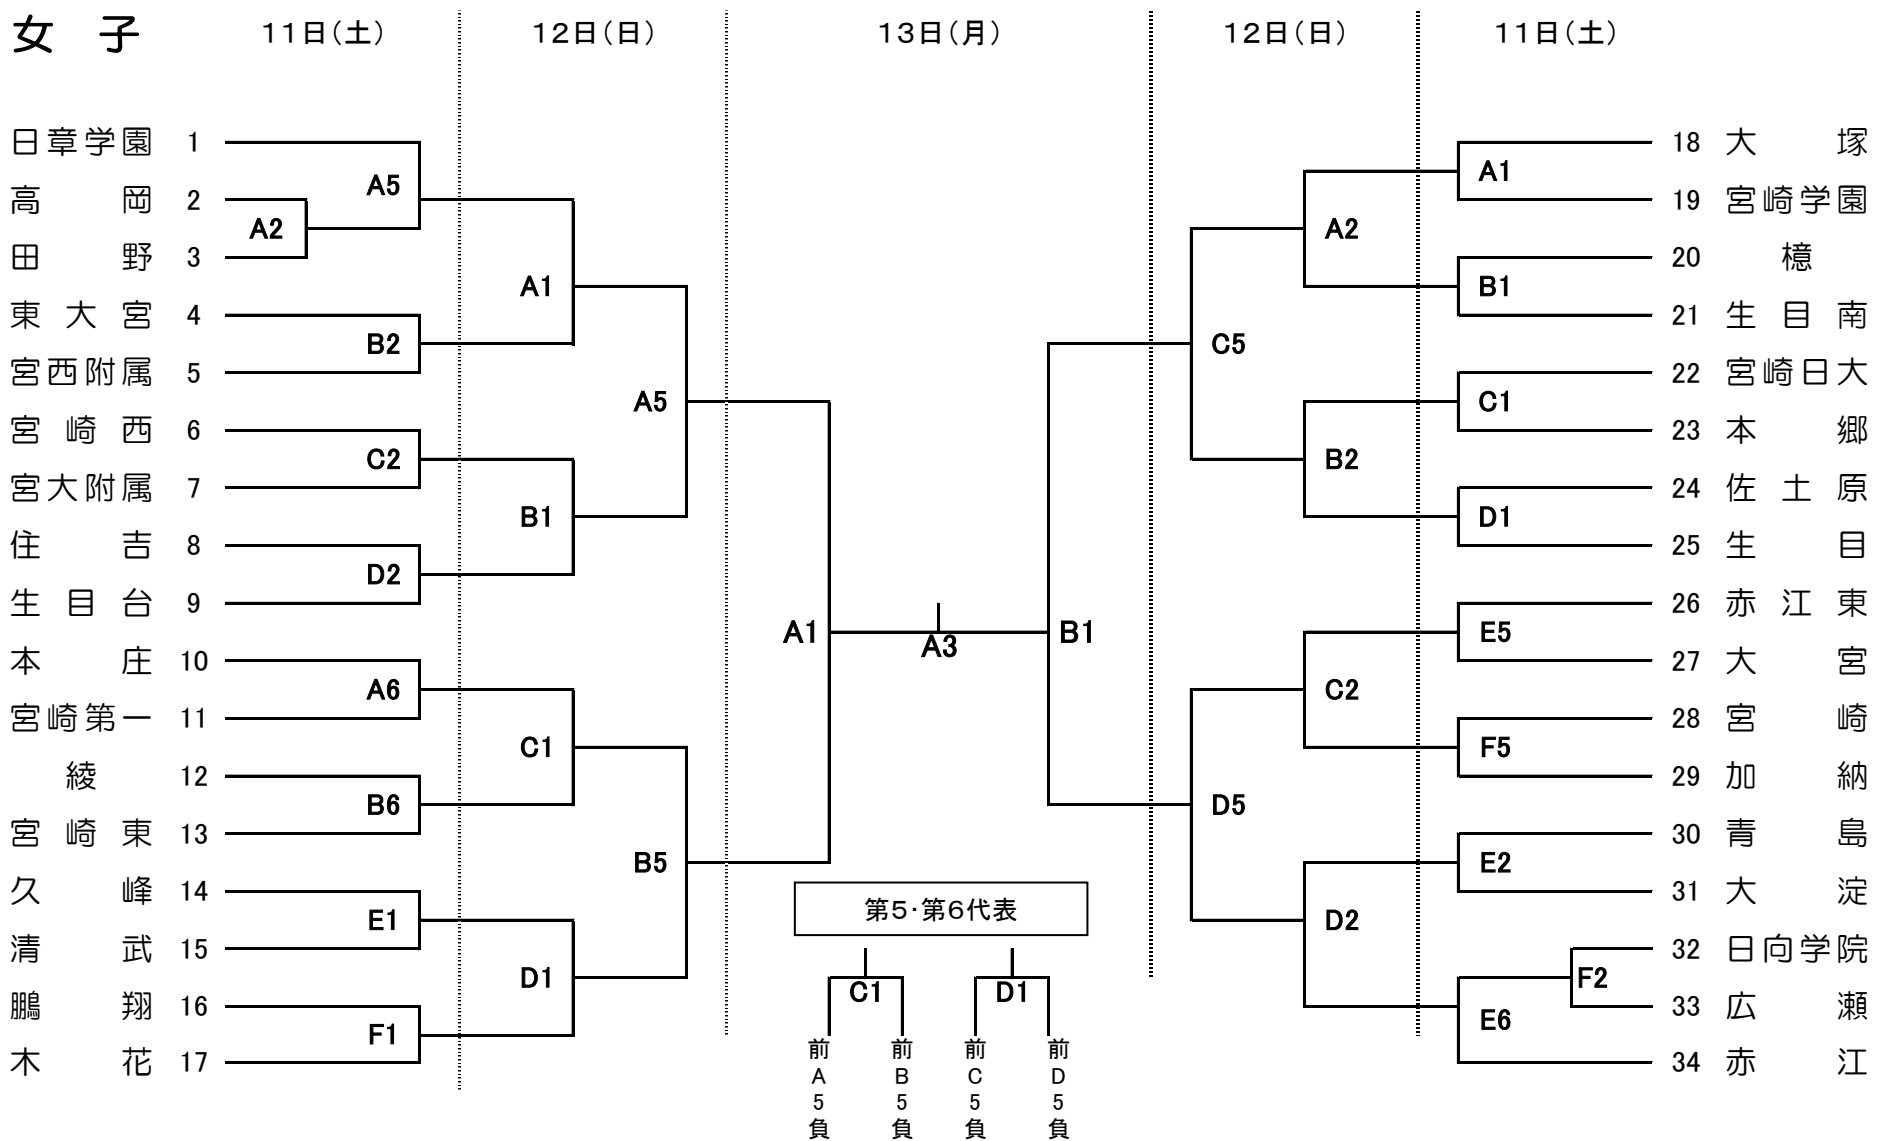 女子 11日(土) 12日(日) 13日(月) 12日(日) 11日(土)
日章学園 1
高岡 2
田野 3
東大宮 4
宮西附属 5
宮崎西 6
宮大附属 7
住吉 8
生目台 9
本庄 10
宮崎第一 11
綾 12
宮崎東 13
久峰 14
清武 15
鵬翔 16
木花 17
A5
A2
B2
C2
D2
A6
B6
E1
F1
A1
B1
C1
D1
A5
B5
A1
A3
B1
第5・第6代表
C1
D1
前A5負
前B5負
前C5負
前D5負
C5
D5
A2
B2
C2
D2
A1
B1
C1
D1
E5
F5
E2
F2
E6
18 大塚
19 宮崎学園
20 檍
21 生目南
22 宮崎日大
23 本郷
24 佐土原
25 生目
26 赤江東
27 大宮
28 宮崎
29 加納
30 青島
31 大淀
32 日向学院
33 広瀬
34 赤江